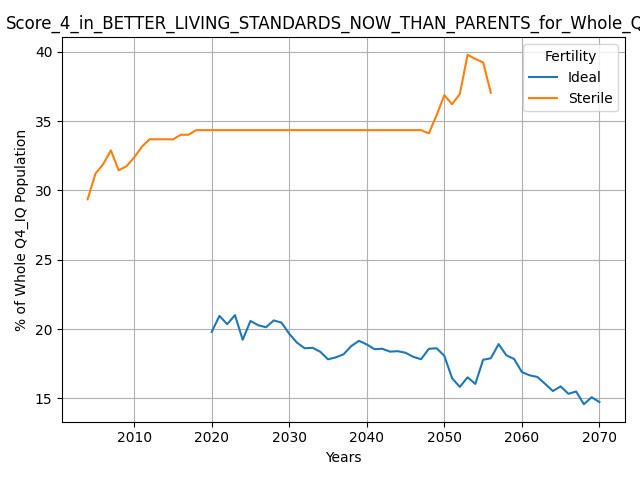 Score_4_in_BETTER_LIVING_STANDARDS_NOW_THAN_PARENTS_for_Whole_Q
Fertility
Ideal
Sterile
% of Whole Q4_IQ Population
40
35
30
25
20
15
2010 2020 2030 2040 2050 2060 2070
Years